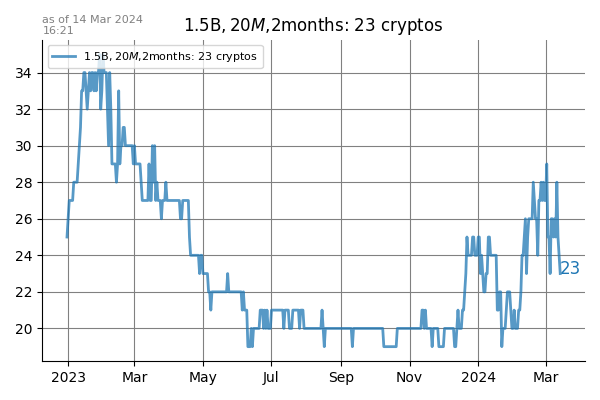 as of 14 Mar 2024
16:21
1.5B, 20M,2months: 23 cryptos
1.5B, 20M,2months: 23 cryptos
34
32
30
28
26
24
22
20
23
2023
Mar
May
Jul
Sep
Nov
2024
Mar